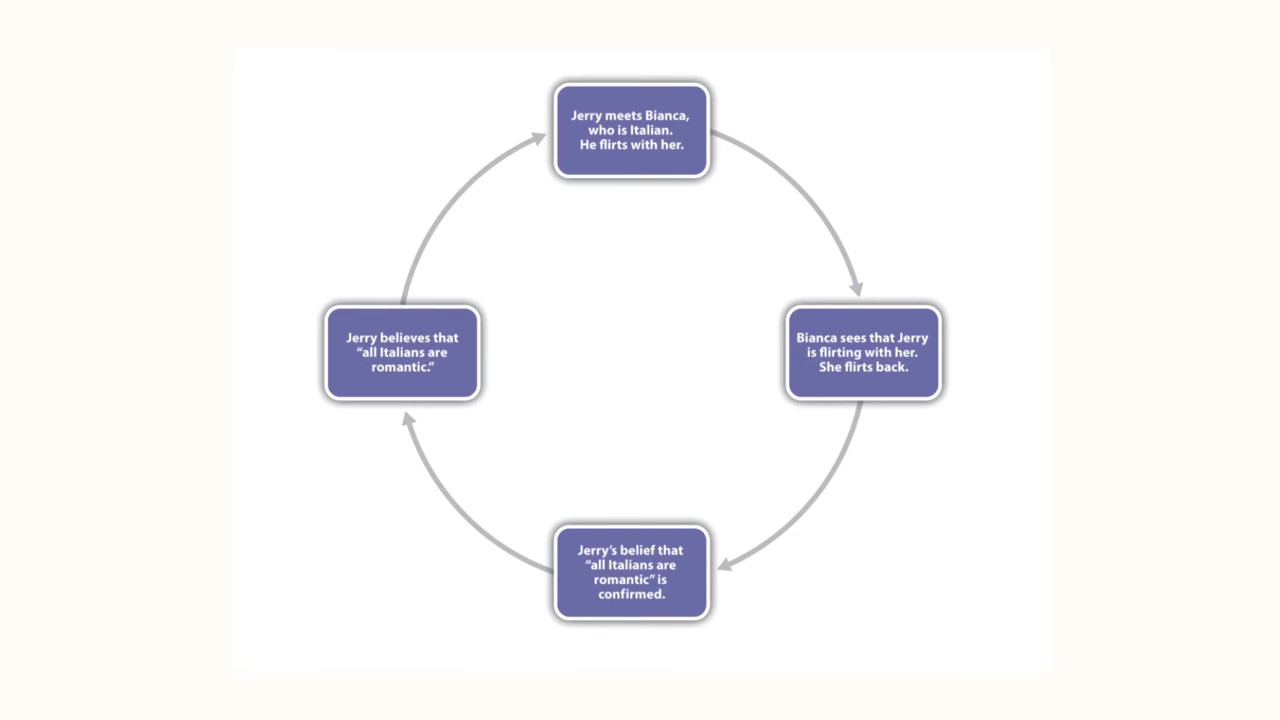 Jerry meets Bianca,
who is Italian.
He flirts with her.
Bianca sees that Jerry
is flirting with her.
She flirts back.
Jerry’s belief that
“all Italians are
romantic” is
confirmed.
Jerry believes that
“all Italians are
romantic.”